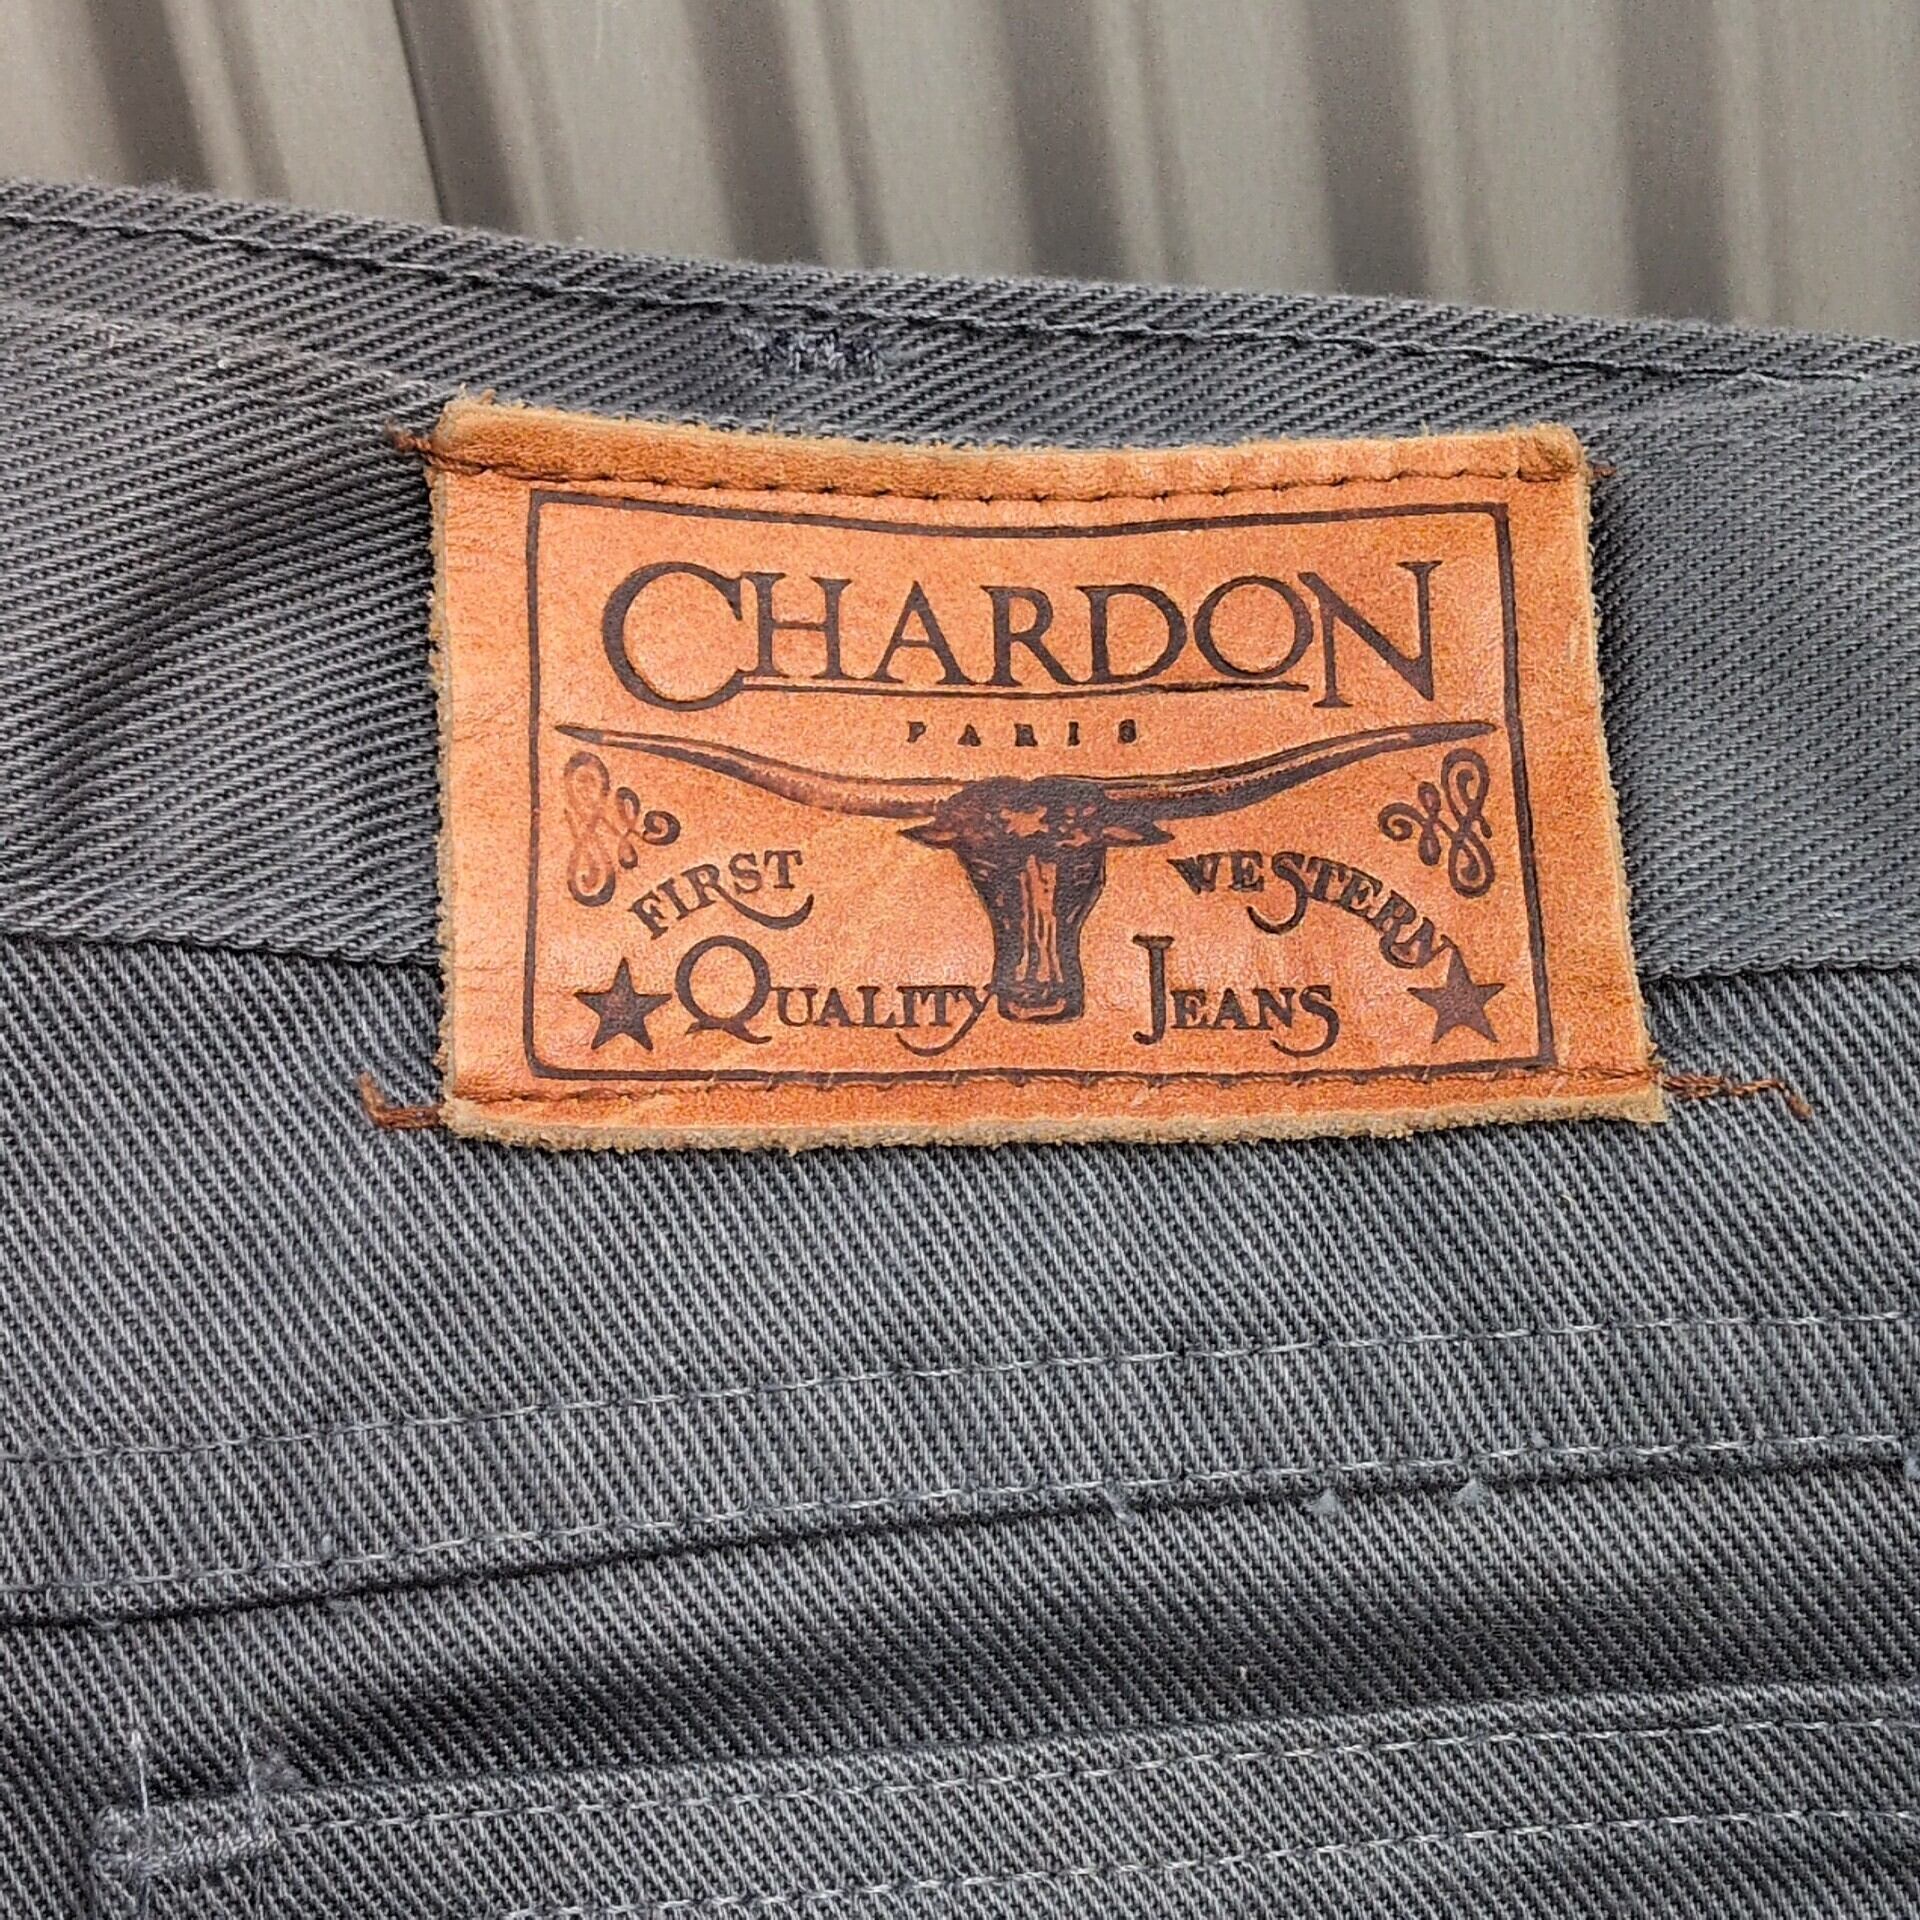 CHARDON
PARIS
FIRST
QUALITY
WESTERN
JEANS